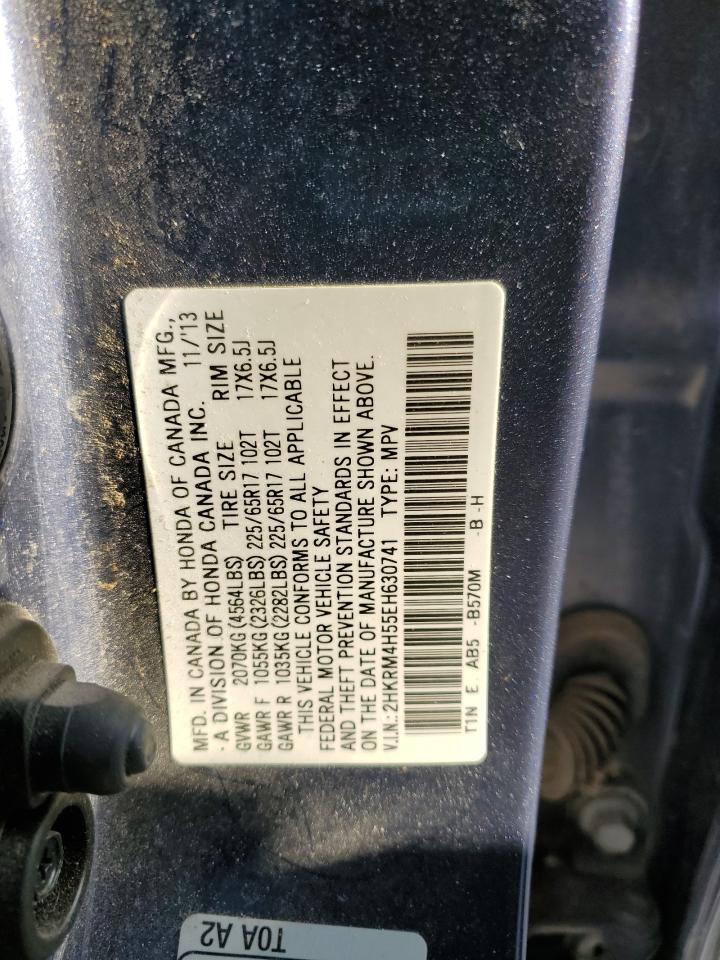 MFD. IN CANADA BY HONDA OF CANADA MFG.,
A DIVISION OF HONDA CANADA INC. 11/'13
GVWR 2070KG (4564LBS) TIRE SIZE RIM SIZE
GAWR F 1055KG (2326LBS) 225/65R17 102T 17X6.5J
GAWR R 1035KG (2282LBS) 225/65R17 102T 17X6.5J
THIS VEHICLE CONFORMS TO ALL APPLICABLE
FEDERAL MOTOR VEHICLE SAFETY
AND THEFT PREVENTION STANDARDS IN EFFECT
ON THE DATE OF MANUFACTURE SHOWN ABOVE.
V.I.N.: 2HKRM4H55EH630741 TYPE: MPV
T1N E AB5 -B570M -B -H
T0A A2